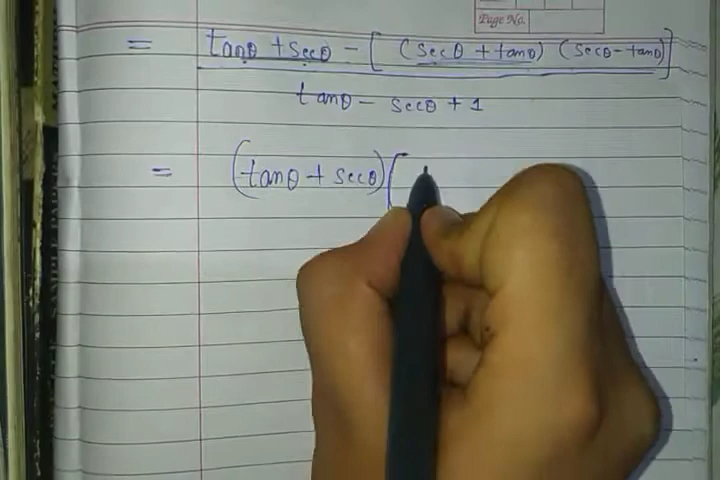 Page No.
= tanθ + secθ - [ (secθ + tanθ) (secθ - tanθ)]
tanθ - secθ + 1
= (tanθ + secθ) [